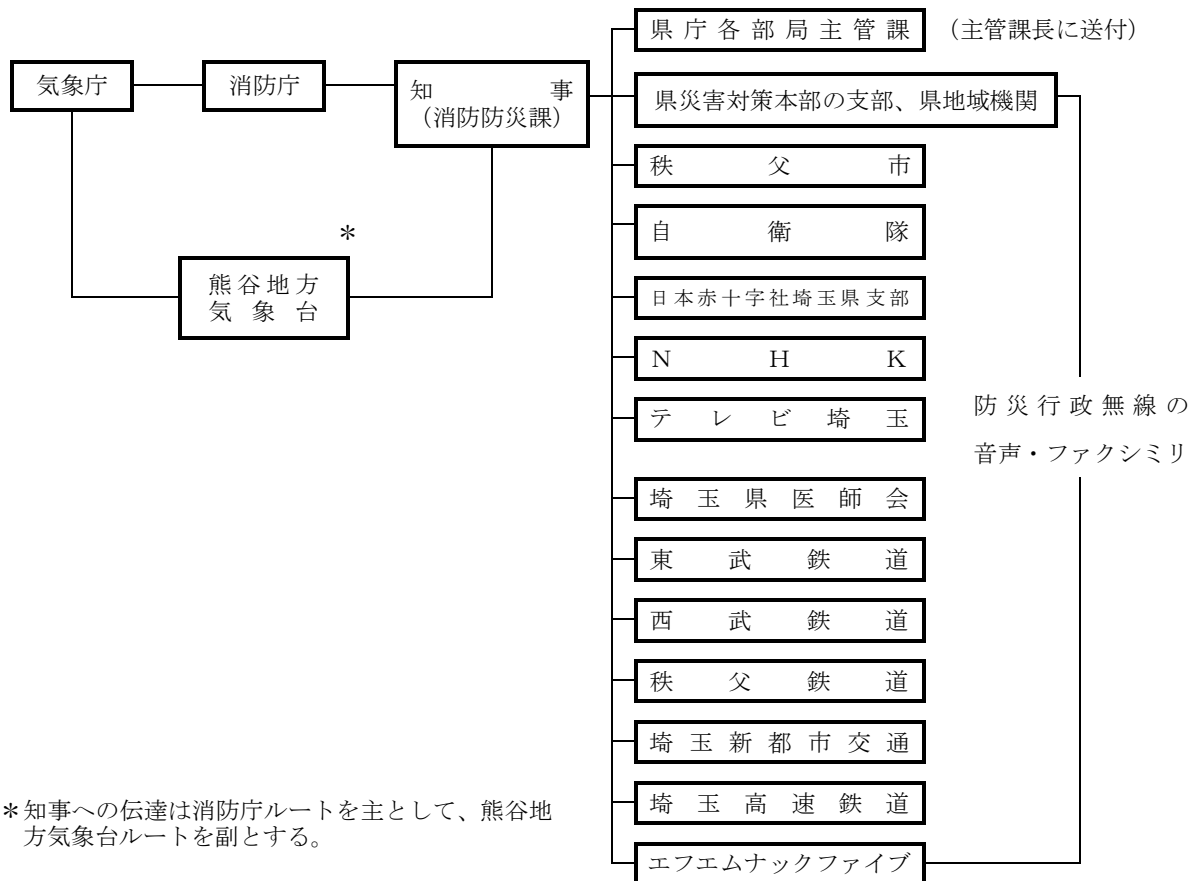 県庁各部局主管課
（主管課長に送付）
気象庁
消防庁
知事
（消防防災課）
県災害対策本部の支部、県地域機関
秩父市
自衛隊
＊
熊谷地方
気象台
日本赤十字社埼玉県支部
ＮＨＫ
テレビ埼玉
防災行政無線の
音声・ファクシミリ
埼玉県医師会
東武鉄道
西武鉄道
秩父鉄道
埼玉新都市交通
埼玉高速鉄道
エフエムナックファイブ
＊知事への伝達は消防庁ルートを主として、熊谷地
方気象台ルートを副とする。